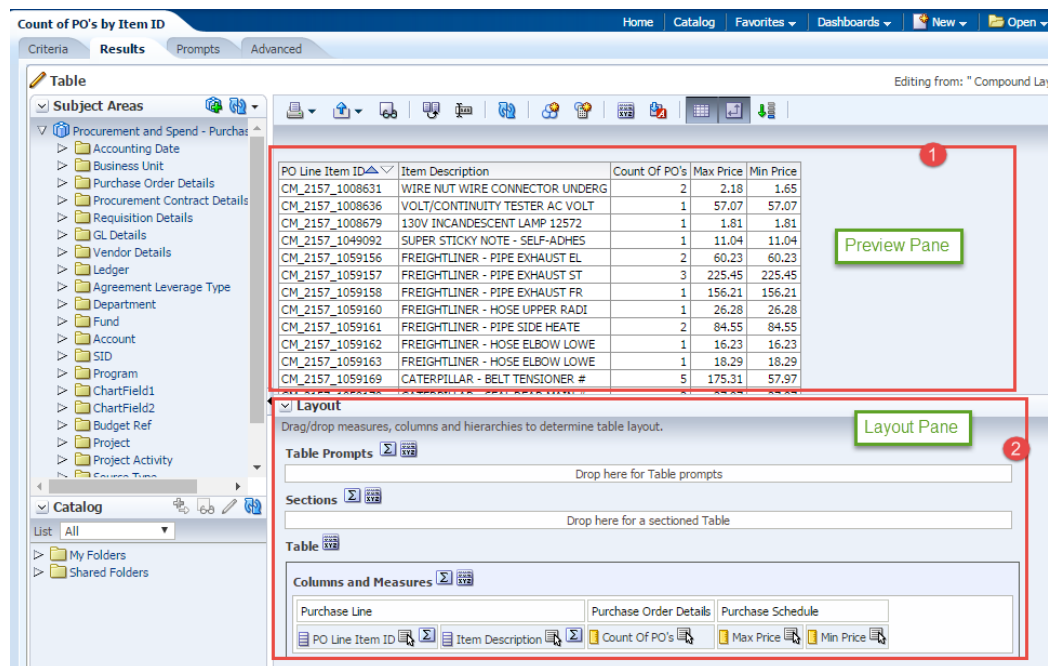 Count of PO's by Item ID
Home Catalog Favorites Dashboards New Open
Criteria Results Prompts Advanced
Table
Editing from: " Compound Lay
Subject Areas
Procurement and Spend - Purchas
Accounting Date
Business Unit
Purchase Order Details
Procurement Contract Details
Requisition Details
GL Details
Vendor Details
Ledger
Agreement Leverage Type
Department
Fund
Account
SID
Program
ChartField1
ChartField2
Budget Ref
Project
Project Activity
Source Type
Catalog
List All
My Folders
Shared Folders
1
PO Line Item ID Item Description Count Of PO's Max Price Min Price
CM_2157_1008631 WIRE NUT WIRE CONNECTOR UNDERG 2 2.18 1.65
CM_2157_1008636 VOLT/CONTINUITY TESTER AC VOLT 1 57.07 57.07
CM_2157_1008679 130V INCANDESCENT LAMP 12572 1 1.81 1.81
CM_2157_1049092 SUPER STICKY NOTE - SELF-ADHES 1 11.04 11.04
CM_2157_1059156 FREIGHTLINER - PIPE EXHAUST EL 2 60.23 60.23
CM_2157_1059157 FREIGHTLINER - PIPE EXHAUST ST 3 225.45 225.45
CM_2157_1059158 FREIGHTLINER - PIPE EXHAUST FR 1 156.21 156.21
CM_2157_1059160 FREIGHTLINER - HOSE UPPER RADI 1 26.28 26.28
CM_2157_1059161 FREIGHTLINER - PIPE SIDE HEATE 2 84.55 84.55
CM_2157_1059162 FREIGHTLINER - HOSE ELBOW LOWE 1 16.23 16.23
CM_2157_1059163 FREIGHTLINER - HOSE ELBOW LOWE 1 18.29 18.29
CM_2157_1059169 CATERPILLAR - BELT TENSIONER # 5 175.31 57.97
Preview Pane
Layout
Drag/drop measures, columns and hierarchies to determine table layout.
Layout Pane
2
Table Prompts
Drop here for Table prompts
Sections
Drop here for a sectioned Table
Table
Columns and Measures
Purchase Line Purchase Order Details Purchase Schedule
PO Line Item ID Item Description Count Of PO's Max Price Min Price